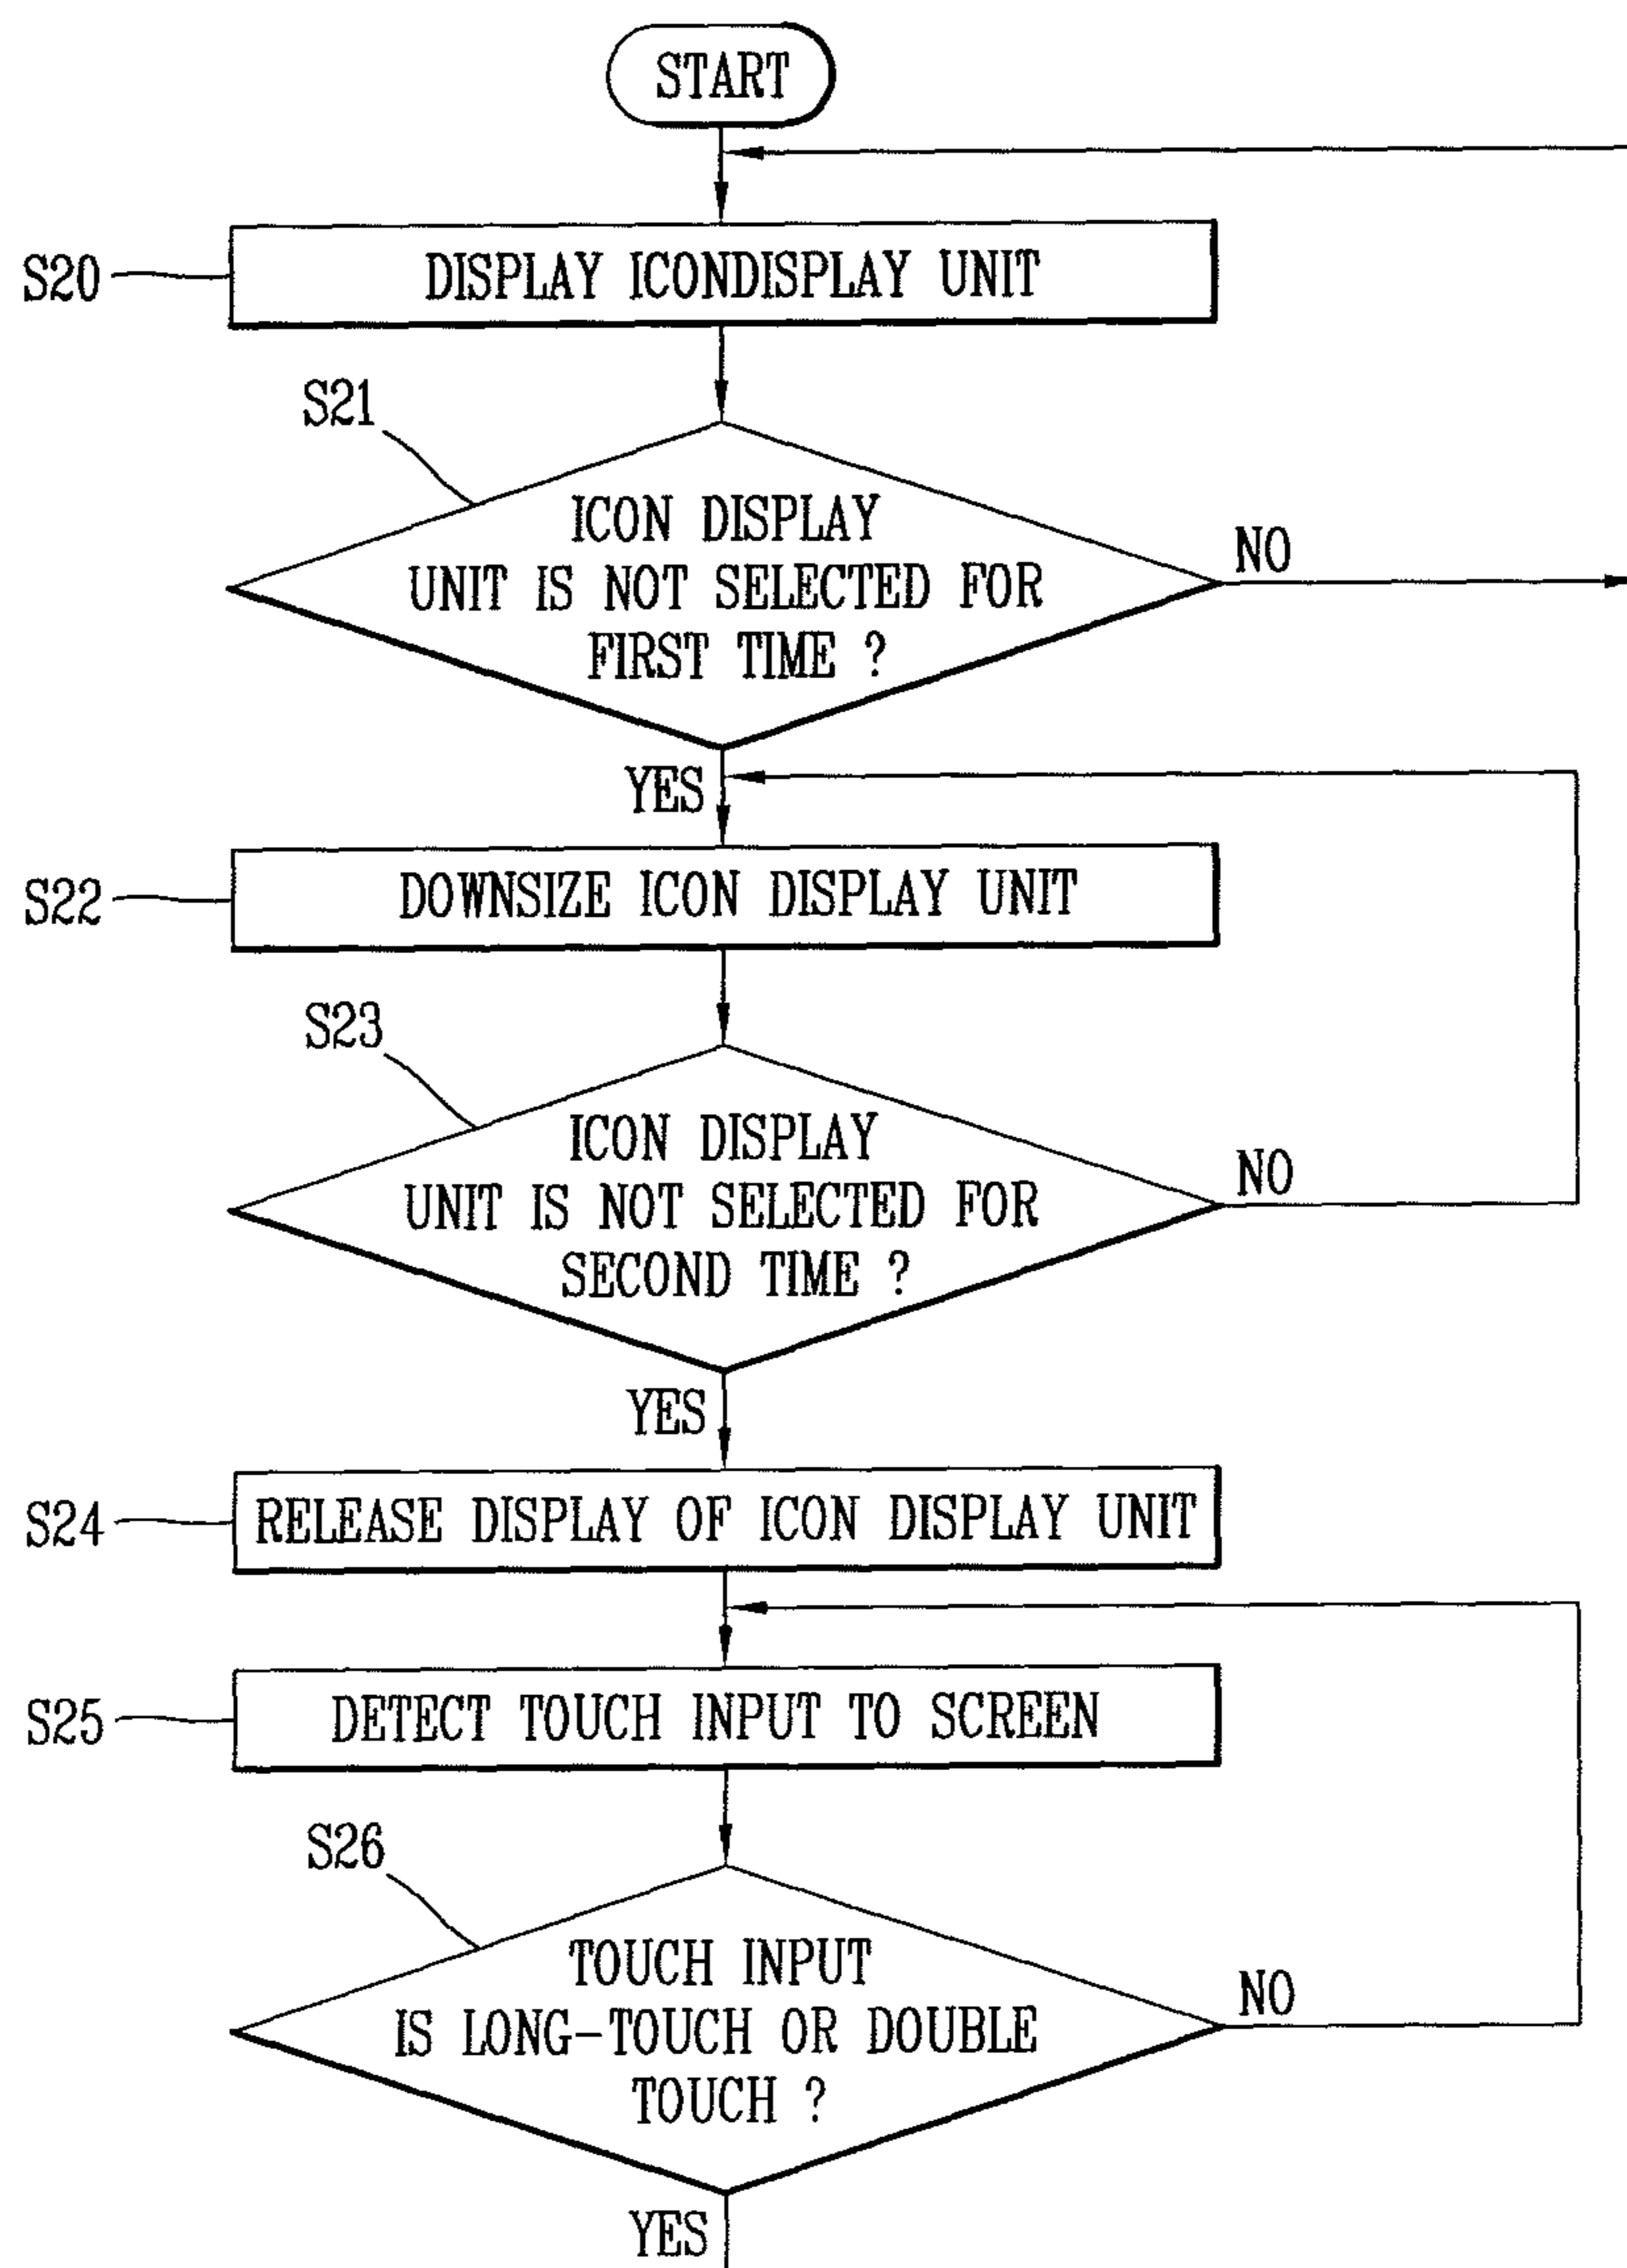 START
S20
DISPLAY ICONDISPLAY UNIT
S21
ICON DISPLAY
UNIT IS NOT SELECTED FOR
FIRST TIME ?
NO
YES
S22
DOWNSIZE ICON DISPLAY UNIT
S23
ICON DISPLAY
UNIT IS NOT SELECTED FOR
SECOND TIME ?
NO
YES
S24
RELEASE DISPLAY OF ICON DISPLAY UNIT
S25
DETECT TOUCH INPUT TO SCREEN
S26
TOUCH INPUT
IS LONG-TOUCH OR DOUBLE
TOUCH ?
NO
YES